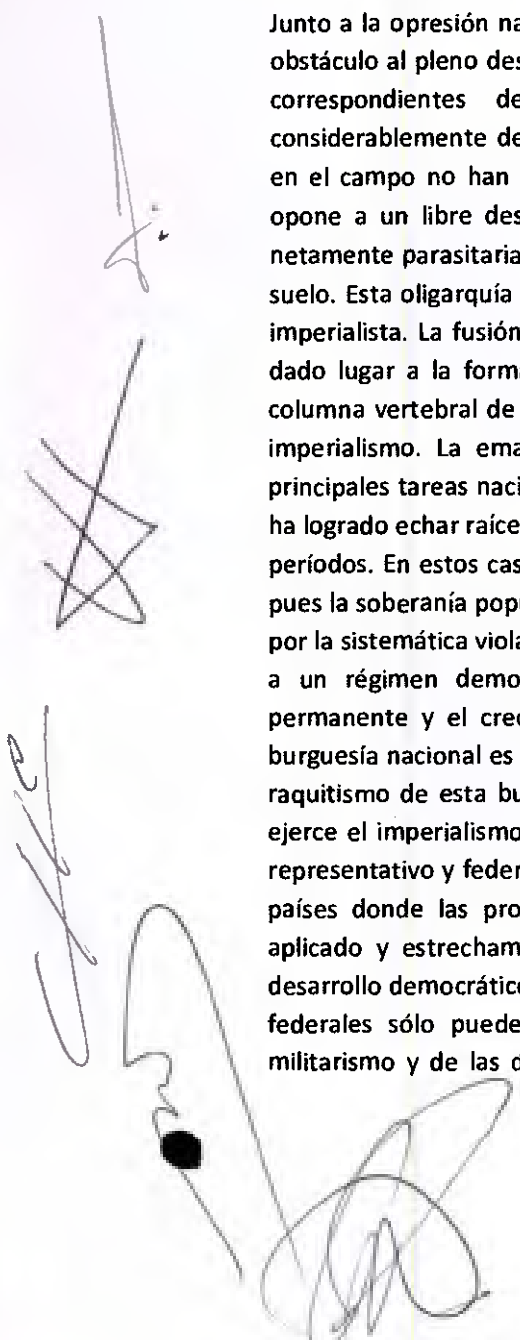 Junto a la opresión na
obstáculo al pleno des
correspondientes de
considerablemente de
en el campo no han
opone a un libre des
netamente parasitaria
suelo. Esta oligarquía
imperialista. La fusión
dado lugar a la forma
columna vertebral de
imperialismo. La ema
principales tareas naci
ha logrado echar raíce
períodos. En estos cas
pues la soberanía pop
por la sistemática viola
a un régimen demo
permanente y el cred
burguesía nacional es
raquitismo de esta bu
ejerce el imperialismo
representativo y feder
países donde las pro
aplicado y estrecham
desarrollo democrático
federales sólo puede
militarismo y de las d